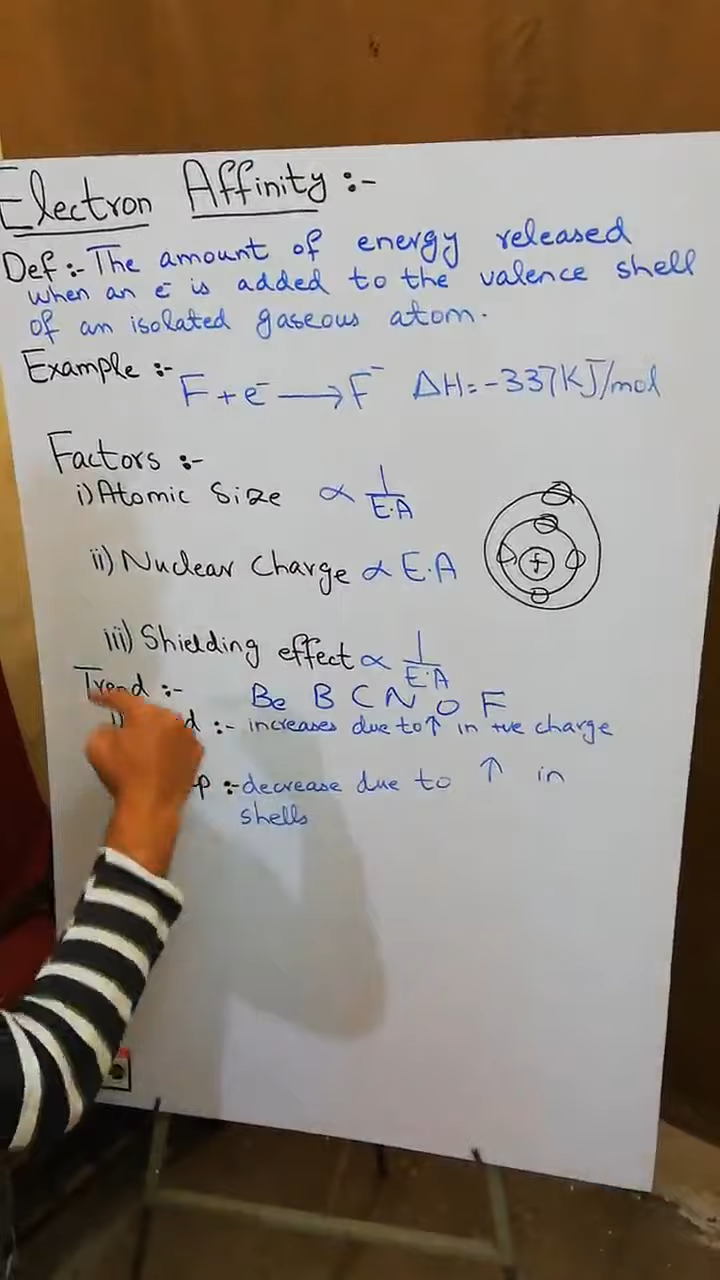 Electron Affinity :-
Def :- The amount of energy released
when an e⁻ is added to the valence shell
of an isolated gaseous atom.
Example :-
F + e⁻ ⟶ F⁻ ΔH = -337KJ/mol
Factors :-
i) Atomic Size ∝ 1/E.A
ii) Nuclear Charge ∝ E.A
+
iii) Shielding effect ∝ 1/E.A
Trend :-
Be B C N O F
:- increases due to ↑ in +ve charge
:- decrease due to ↑ in
shells